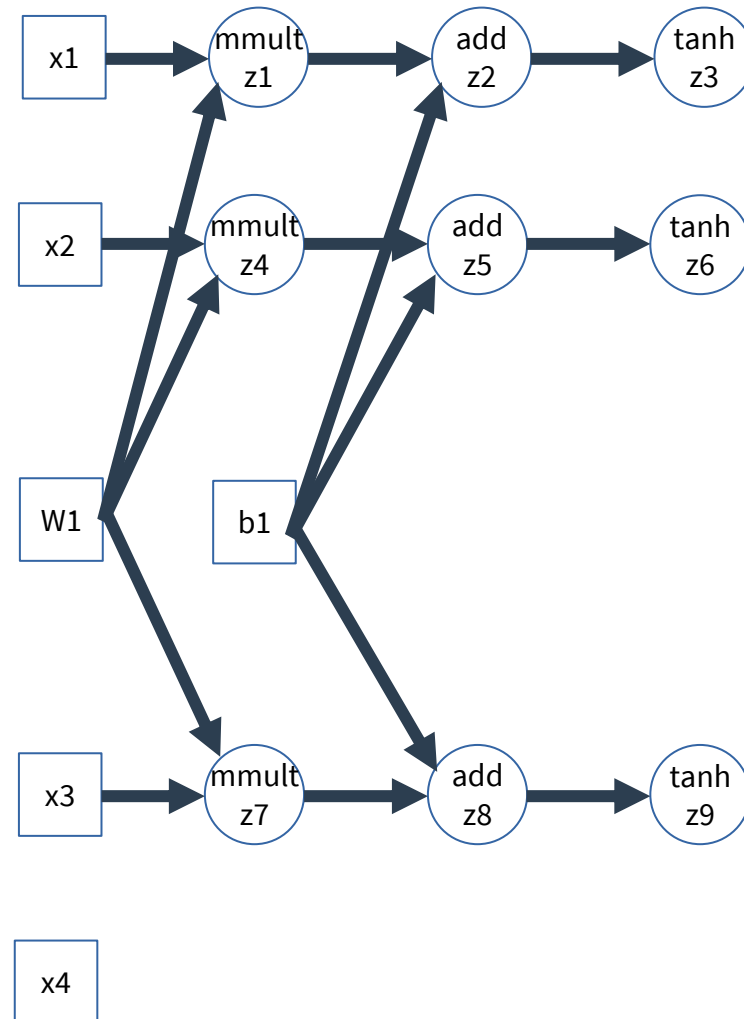 x1
mmult
z1
add
z2
tanh
z3
x2
mmult
z4
add
z5
tanh
z6
W1
b1
x3
mmult
z7
add
z8
tanh
z9
x4